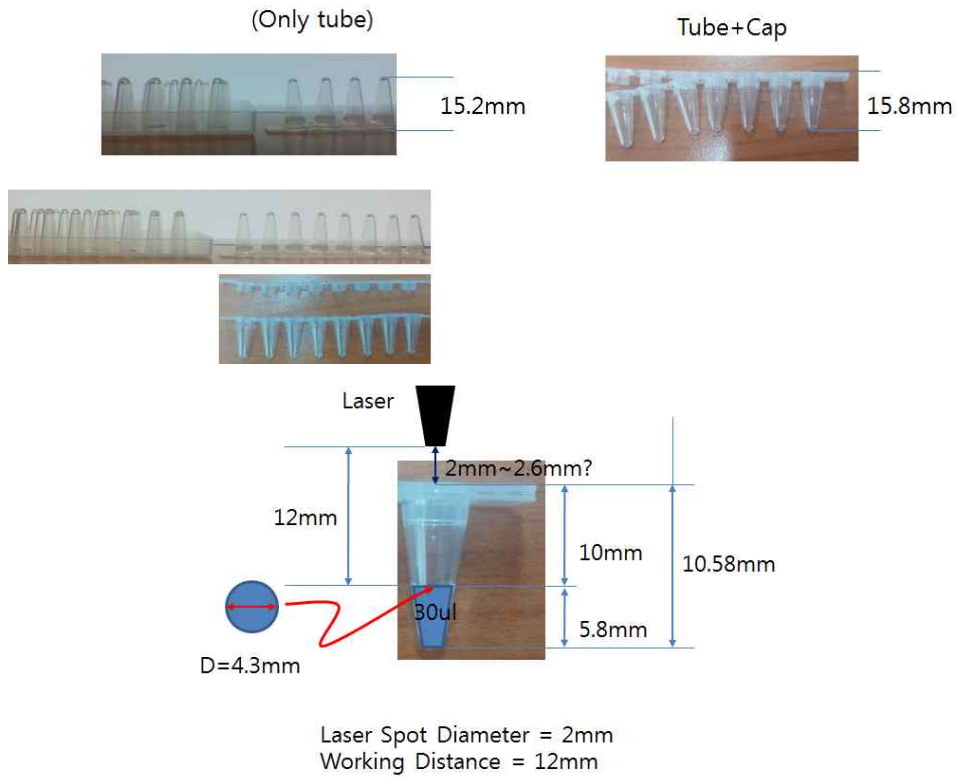 (Only tube)
Tube+Cap
15.2mm
15.8mm
Laser
2mm~2.6mm?
12mm
10mm
10.58mm
30ul
5.8mm
D=4.3mm
Laser Spot Diameter = 2mm
Working Distance = 12mm